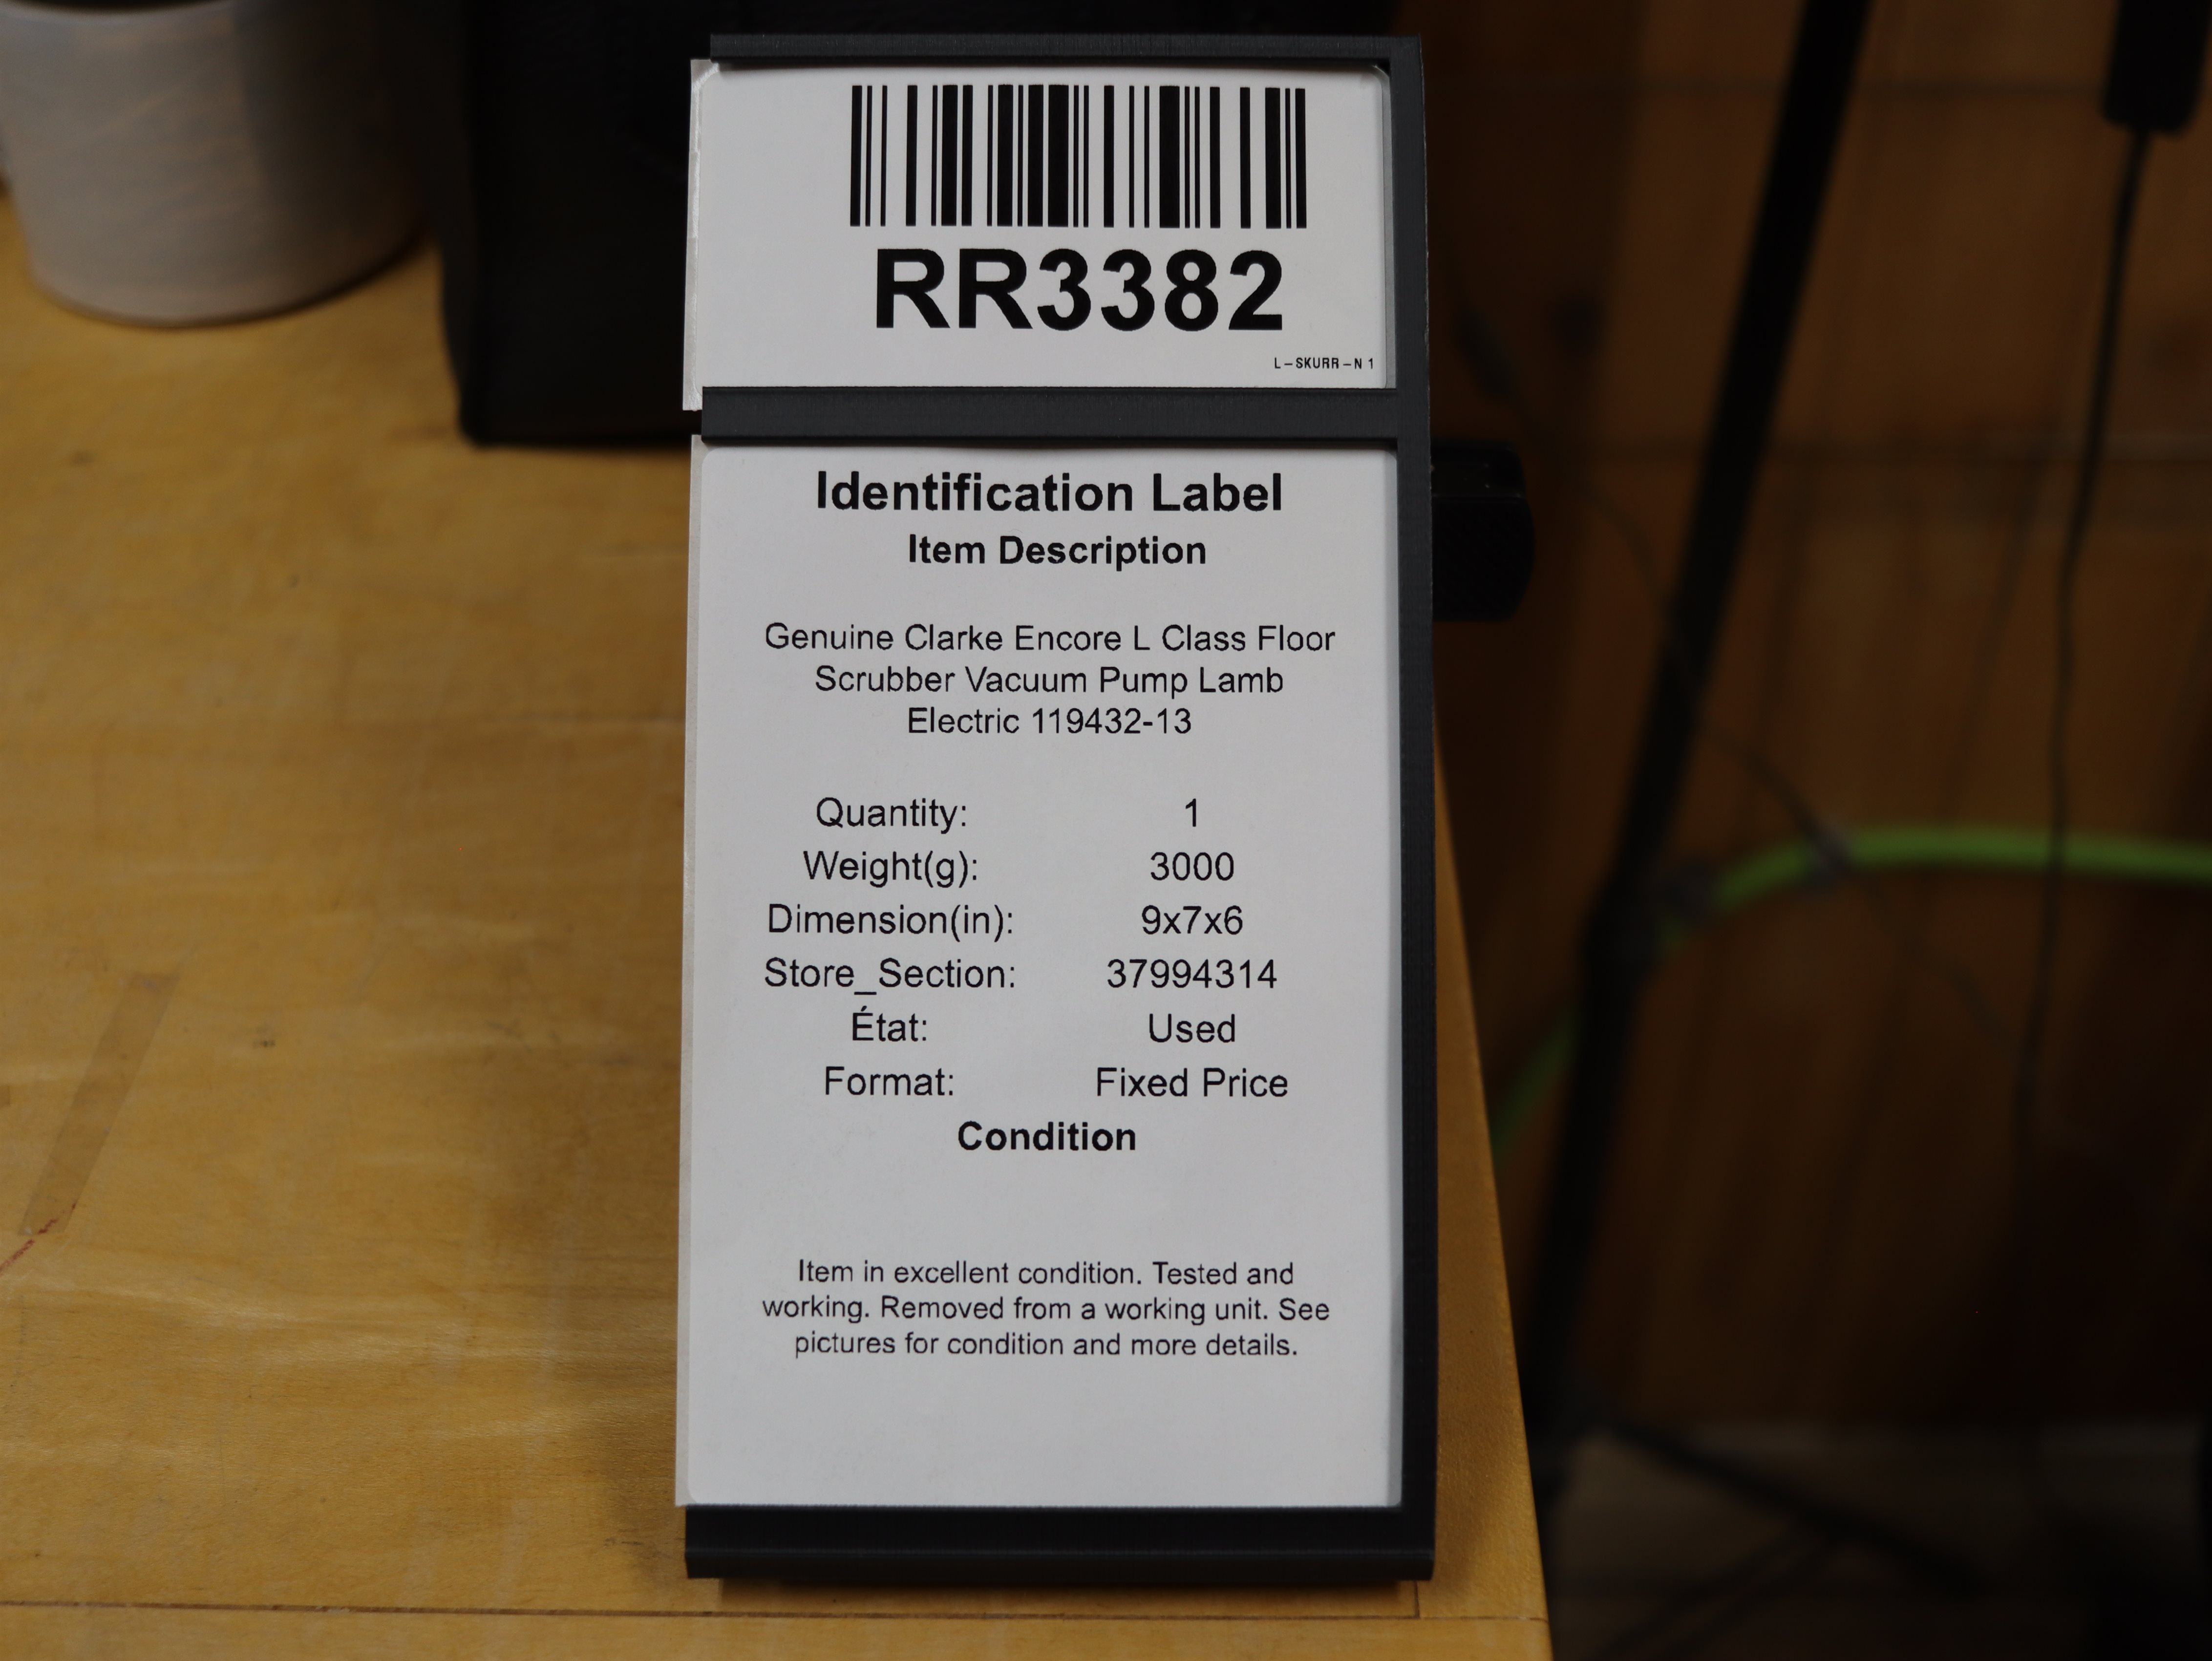 RR3382
L-SKURR-N 1
Identification Label
Item Description
Genuine Clarke Encore L Class Floor
Scrubber Vacuum Pump Lamb
Electric 119432-13
Quantity: 1
Weight(g): 3000
Dimension(in): 9x7x6
Store_Section: 37994314
État: Used
Format: Fixed Price
Condition
Item in excellent condition. Tested and
working. Removed from a working unit. See
pictures for condition and more details.